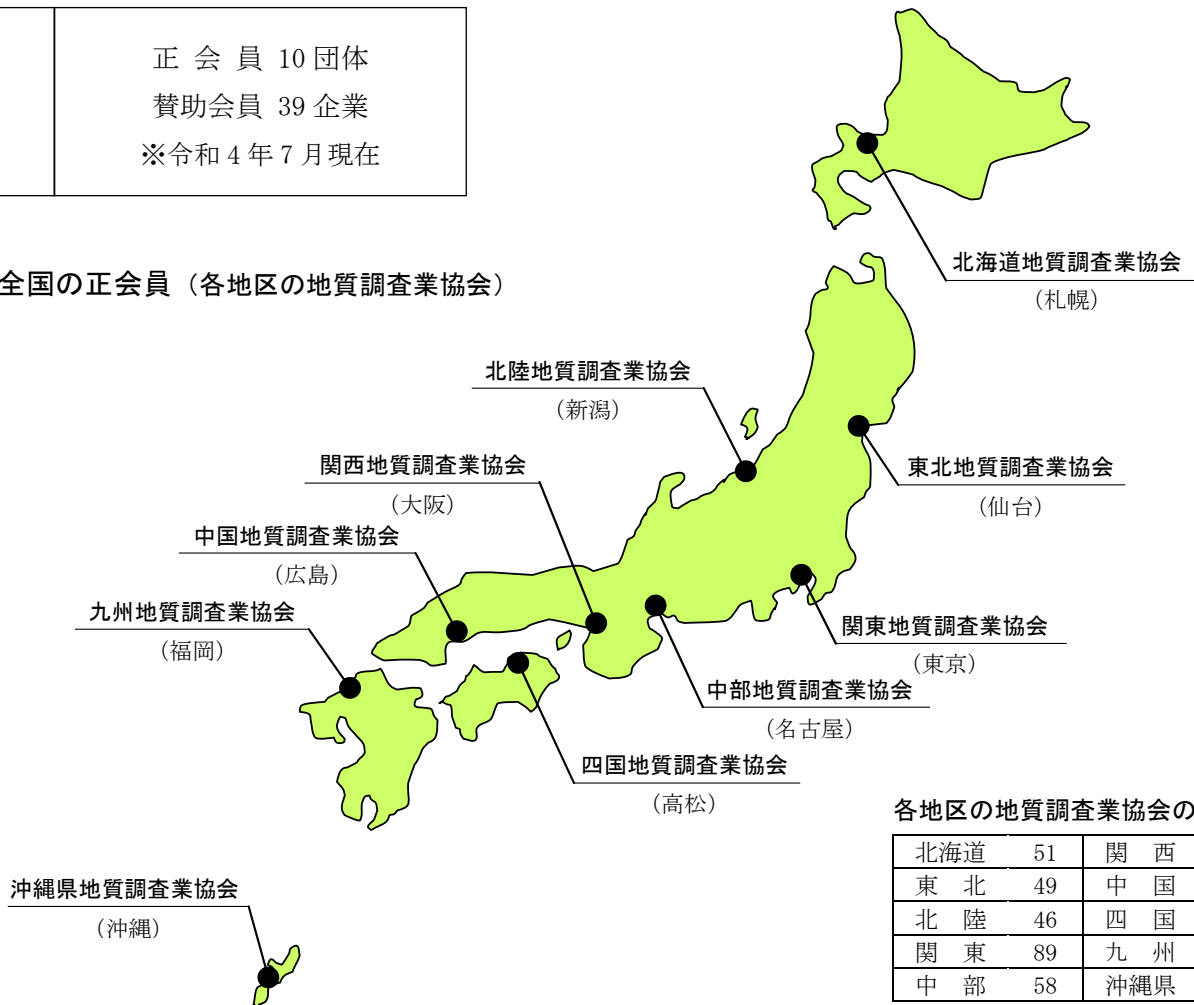 正 会 員 10 団体
賛助会員 39 企業
※令和 4 年 7 月現在
全国の正会員（各地区の地質調査業協会）
北海道地質調査業協会
（札幌）
北陸地質調査業協会
（新潟）
東北地質調査業協会
（仙台）
関西地質調査業協会
（大阪）
中国地質調査業協会
（広島）
九州地質調査業協会
（福岡）
関東地質調査業協会
（東京）
中部地質調査業協会
（名古屋）
四国地質調査業協会
（高松）
沖縄県地質調査業協会
（沖縄）
各地区の地質調査業協会の
北海道 51 関 西
東 北 49 中 国
北 陸 46 四 国
関 東 89 九 州
中 部 58 沖縄県